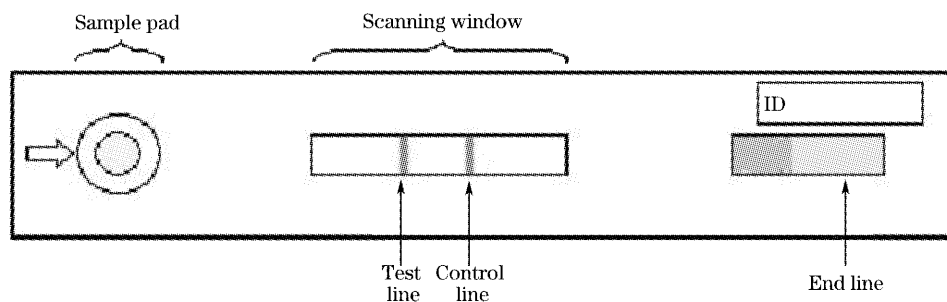 Sample pad
Scanning window
ID
Test line
Control line
End line